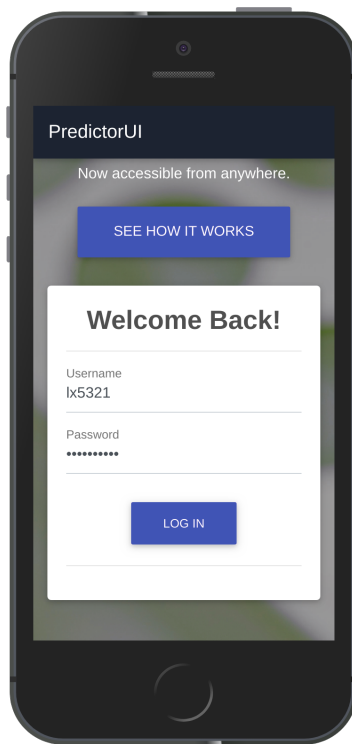 PredictorUI
Now accessible from anywhere.
SEE HOW IT WORKS
Welcome Back!
Username
lx5321
Password
••••••••••
LOG IN